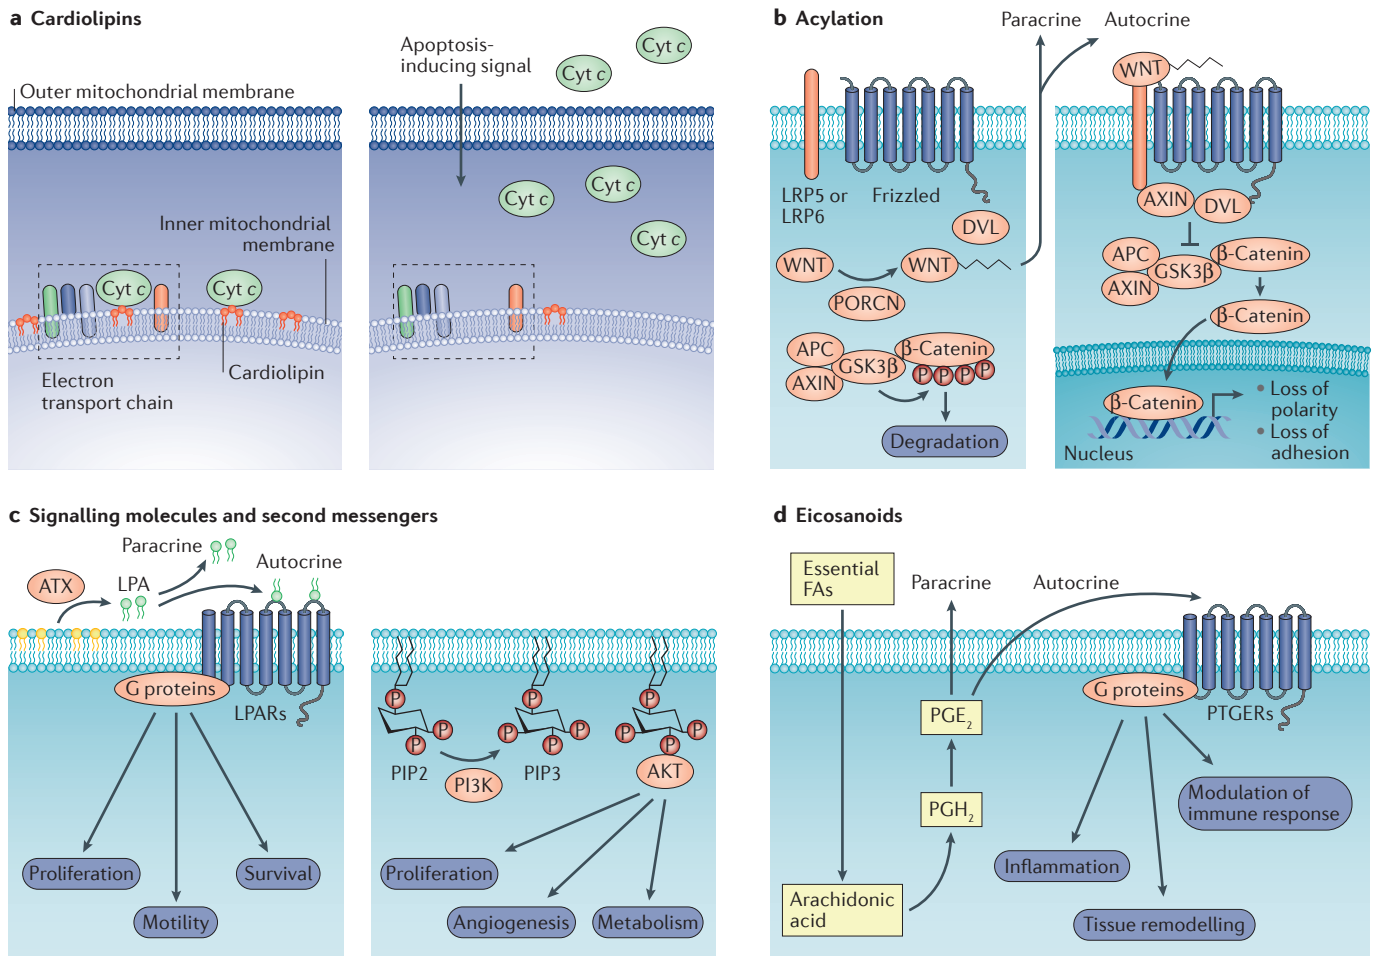 a Cardiolipins
Outer mitochondrial membrane
Inner mitochondrial
membrane
Cyt c
Cyt c
Cardiolipin
Electron
transport chain
Apoptosis-
inducing signal
Cyt c
Cyt c
Cyt c
Cyt c
Cyt c
b Acylation
Paracrine
Autocrine
LRP5 or
LRP6
Frizzled
DVL
WNT
WNT
PORCN
APC
AXIN
GSK3β
β-Catenin
P P P P
Degradation
WNT
AXIN
DVL
APC
AXIN
GSK3β
β-Catenin
β-Catenin
β-Catenin
Nucleus
• Loss of
polarity
• Loss of
adhesion
c Signalling molecules and second messengers
Paracrine
Autocrine
ATX
LPA
G proteins
LPARs
Proliferation
Survival
Motility
P
P
P
PIP2
PI3K
P
P
P
P
PIP3
P
P
P
P
AKT
Proliferation
Angiogenesis
Metabolism
d Eicosanoids
Essential
FAs
Paracrine
Autocrine
G proteins
PTGERs
PGE2
PGH2
Arachidonic
acid
Modulation of
immune response
Inflammation
Tissue remodelling